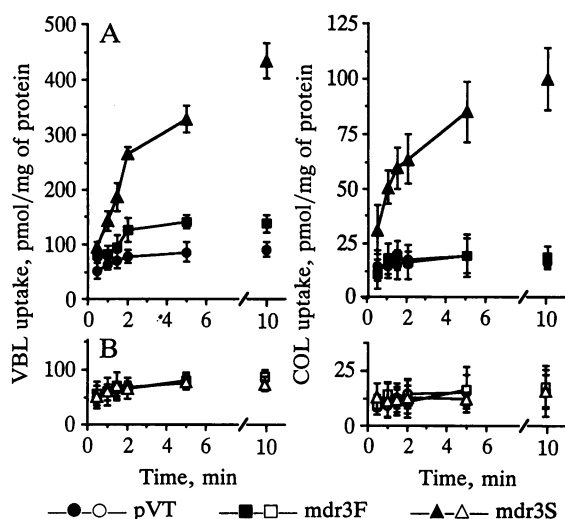 A
VBL uptake, pmol/mg of protein
500
400
300
200
100
0
0 2 4 6 10
B
100
0
0 2 4 6 10
Time, min
COL uptake, pmol/mg of protein
125
100
75
50
25
0
0 2 4 6 10
25
0
0 2 4 6 10
Time, min
pVT mdr3F mdr3S